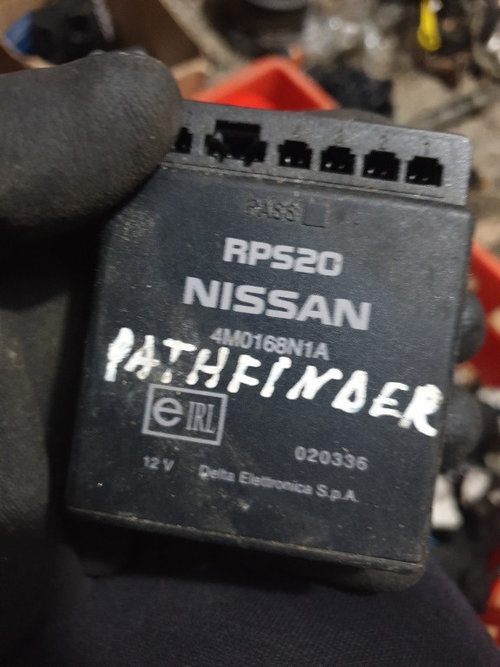 PASS
RPS20
NISSAN
4M0168N1A
PATHFINDER
e IRL
020336
12 V Delta Elettronica S.p.A.